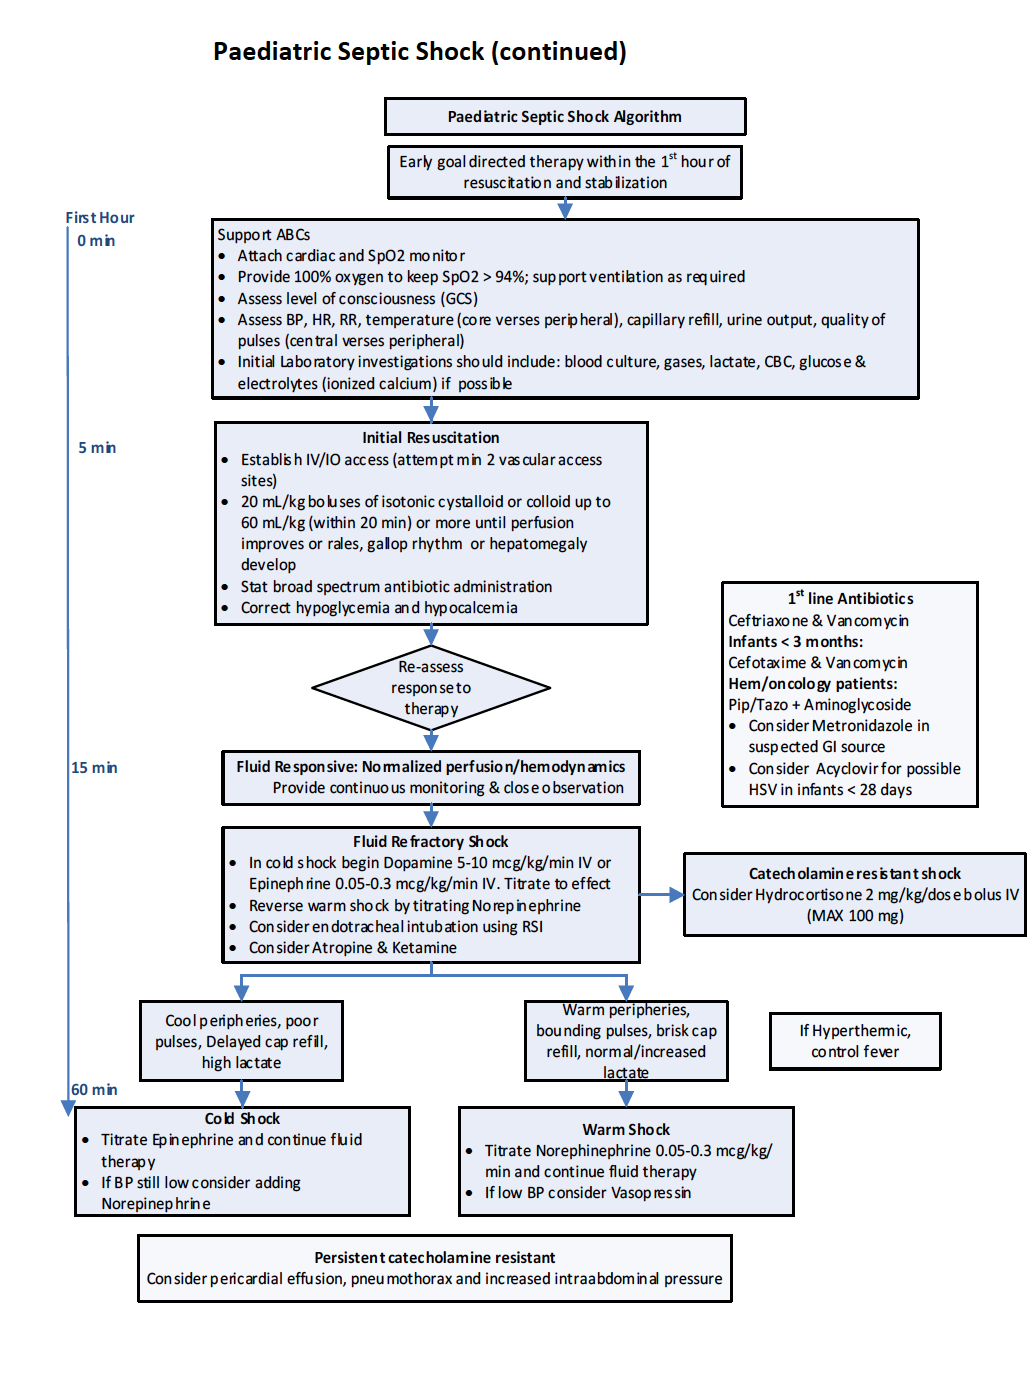 Paediatric Septic Shock (continued)
Paediatric Septic Shock Algorithm
Early goal directed therapy within the 1st hour of
resuscitation and stabilization
First Hour
0 min
Support ABCs
• Attach cardiac and SpO2 monitor
• Provide 100% oxygen to keep SpO2 > 94%; support ventilation as required
• Assess level of consciousness (GCS)
• Assess BP, HR, RR, temperature (core verses peripheral), capillary refill, urine output, quality of
pulses (central verses peripheral)
• Initial Laboratory investigations should include: blood culture, gases, lactate, CBC, glucose &
electrolytes (ionized calcium) if possible
5 min
Initial Resuscitation
• Establish IV/IO access (attempt min 2 vascular access
sites)
• 20 mL/kg boluses of isotonic cystalloid or colloid up to
60 mL/kg (within 20 min) or more until perfusion
improves or rales, gallop rhythm or hepatomegaly
develop
• Stat broad spectrum antibiotic administration
• Correct hypoglycemia and hypocalcemia
1st line Antibiotics
Ceftriaxone & Vancomycin
Infants < 3 months:
Cefotaxime & Vancomycin
Hem/oncology patients:
Pip/Tazo + Aminoglycoside
• Consider Metronidazole in
suspected GI source
• Consider Acyclovir for possible
HSV in infants < 28 days
Re-assess
response to
therapy
15 min
Fluid Responsive: Normalized perfusion/hemodynamics
Provide continuous monitoring & close observation
Fluid Refractory Shock
• In cold shock begin Dopamine 5-10 mcg/kg/min IV or
Epinephrine 0.05-0.3 mcg/kg/min IV. Titrate to effect
• Reverse warm shock by titrating Norepinephrine
• Consider endotracheal intubation using RSI
• Consider Atropine & Ketamine
Catecholamine resistant shock
Consider Hydrocortisone 2 mg/kg/dose bolus IV
(MAX 100 mg)
Cool peripheries, poor
pulses, Delayed cap refill,
high lactate
Warm peripheries,
bounding pulses, brisk cap
refill, normal/increased
lactate
If Hyperthermic,
control fever
60 min
Cold Shock
• Titrate Epinephrine and continue fluid
therapy
• If BP still low consider adding
Norepinephrine
Warm Shock
• Titrate Norephinephrine 0.05-0.3 mcg/kg/
min and continue fluid therapy
• If low BP consider Vasopressin
Persistent catecholamine resistant
Consider pericardial effusion, pneumothorax and increased intraabdominal pressure